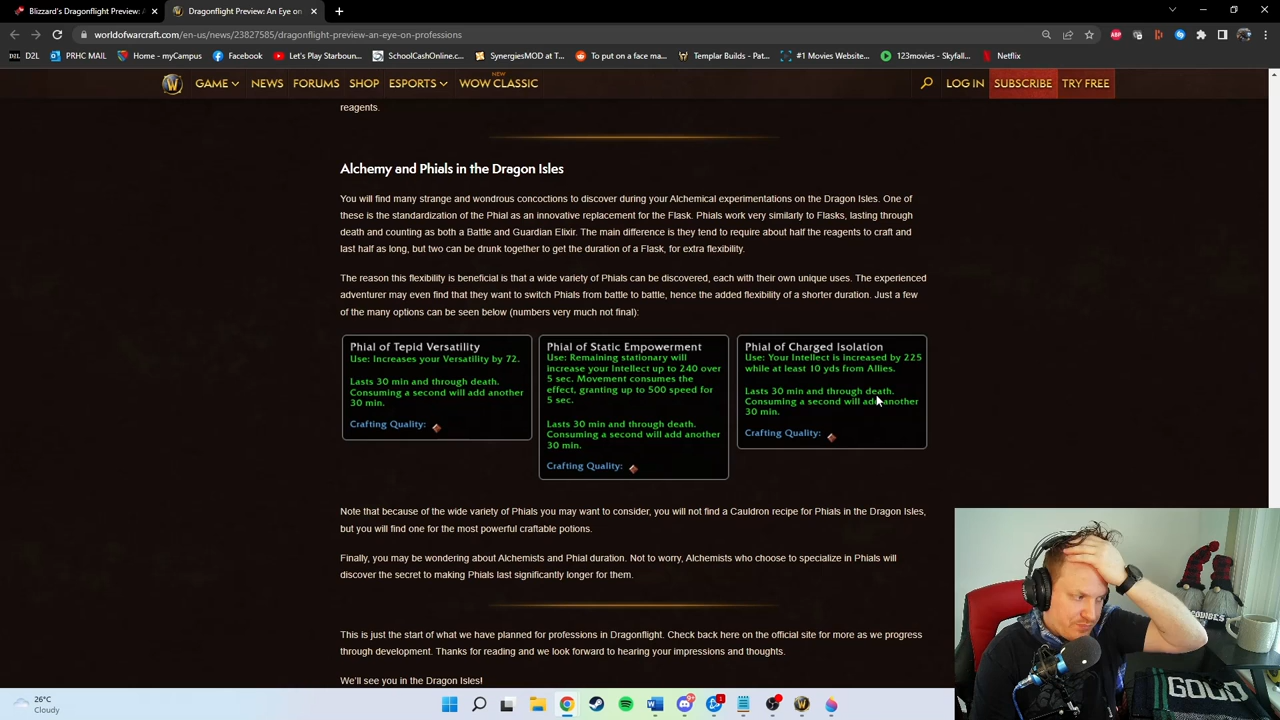 Blizzard's Dragonflight Preview: A
Dragonflight Preview: An Eye on
worldofwarcraft.com/en-us/news/23827585/dragonflight-preview-an-eye-on-professions
D2L D2L PRHC MAIL Home - myCampus Facebook Let's Play Starboun... SchoolCashOnline.c... SynergiesMOD at T... To put on a face ma... Templar Builds - Pat... #1 Movies Website... 123movies - Skyfall... Netflix
GAME NEWS FORUMS SHOP ESPORTS WOW CLASSIC NEW LOG IN SUBSCRIBE TRY FREE
reagents.
Alchemy and Phials in the Dragon Isles
You will find many strange and wondrous concoctions to discover during your Alchemical experimentations on the Dragon Isles. One of
these is the standardization of the Phial as an innovative replacement for the Flask. Phials work very similarly to Flasks, lasting through
death and counting as both a Battle and Guardian Elixir. The main difference is they tend to require about half the reagents to craft and
last half as long, but two can be drunk together to get the duration of a Flask, for extra flexibility.
The reason this flexibility is beneficial is that a wide variety of Phials can be discovered, each with their own unique uses. The experienced
adventurer may even find that they want to switch Phials from battle to battle, hence the added flexibility of a shorter duration. Just a few
of the many options can be seen below (numbers very much not final):
Phial of Tepid Versatility
Use: Increases your Versatility by 72.
Lasts 30 min and through death.
Consuming a second will add another
30 min.
Crafting Quality:
Phial of Static Empowerment
Use: Remaining stationary will
increase your Intellect up to 240 over
5 sec. Movement consumes the
effect, granting up to 500 speed for
5 sec.
Lasts 30 min and through death.
Consuming a second will add another
30 min.
Crafting Quality:
Phial of Charged Isolation
Use: Your Intellect is increased by 225
while at least 10 yds from Allies.
Lasts 30 min and through death.
Consuming a second will add another
30 min.
Crafting Quality:
Note that because of the wide variety of Phials you may want to consider, you will not find a Cauldron recipe for Phials in the Dragon Isles,
but you will find one for the most powerful craftable potions.
Finally, you may be wondering about Alchemists and Phial duration. Not to worry, Alchemists who choose to specialize in Phials will
discover the secret to making Phials last significantly longer for them.
This is just the start of what we have planned for professions in Dragonflight. Check back here on the official site for more as we progress
through development. Thanks for reading and we look forward to hearing your impressions and thoughts.
We'll see you in the Dragon Isles!
26°C
Cloudy
GOLD